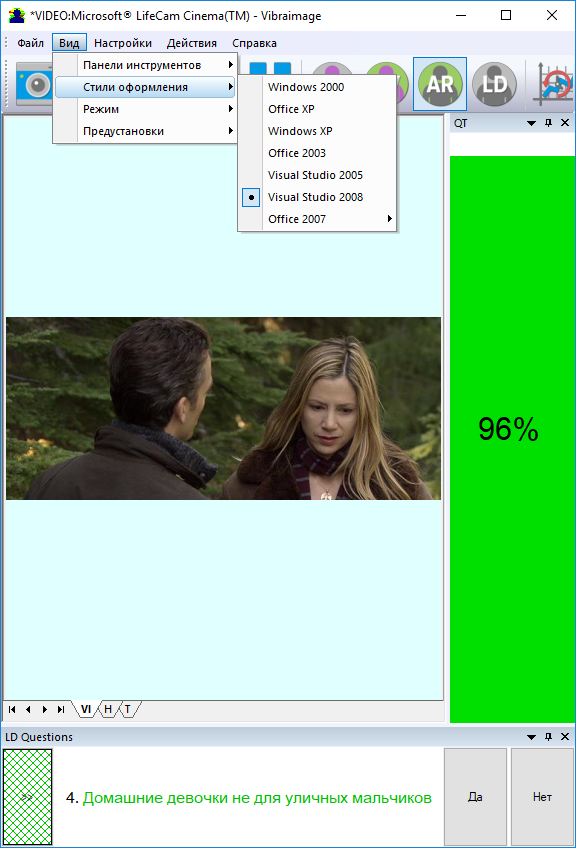 *VIDEO:Microsoft® LifeCam Cinema(TM) - Vibraimage
Файл Вид Настройки Действия Справка
Панели инструментов
Стили оформления
Режим
Предустановки
Windows 2000
Office XP
Windows XP
Office 2003
Visual Studio 2005
Visual Studio 2008
Office 2007
AR LD
QT
96%
VI H T
LD Questions
>>
4. Домашние девочки не для уличных мальчиков
Да
Нет